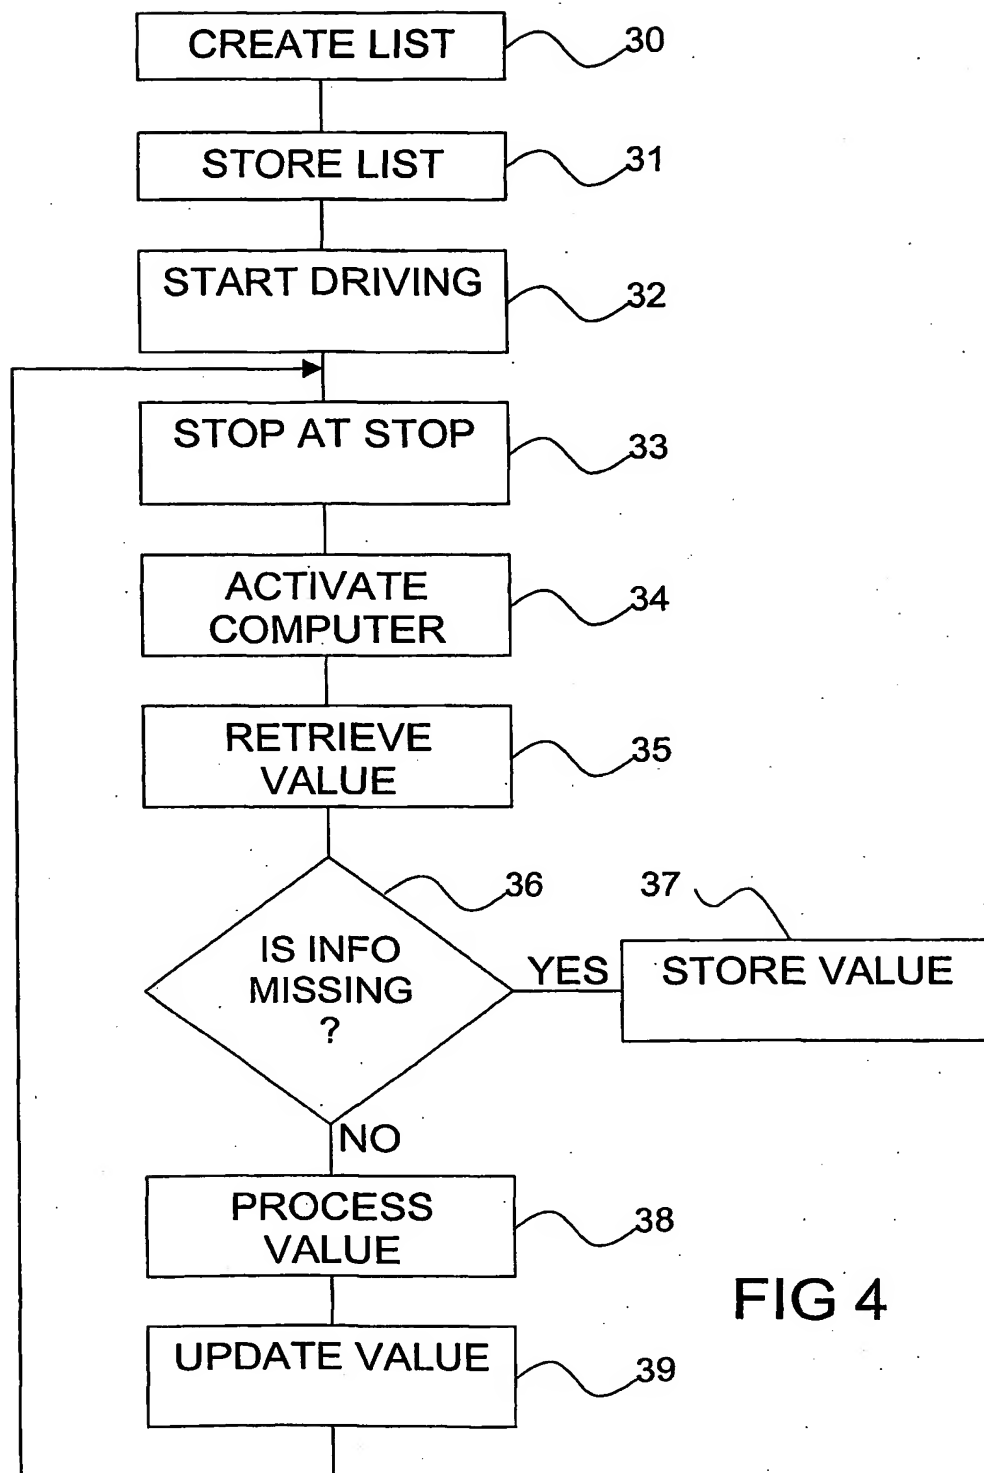 CREATE LIST
30
STORE LIST
31
START DRIVING
32
STOP AT STOP
33
ACTIVATE
COMPUTER
34
RETRIEVE
VALUE
35
36
37
IS INFO
MISSING
?
YES
STORE VALUE
NO
PROCESS
VALUE
38
FIG 4
UPDATE VALUE
39